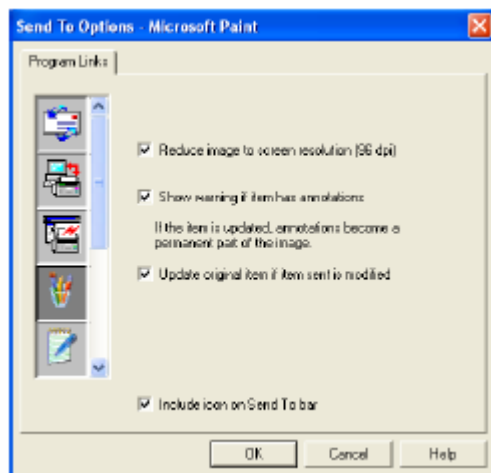 Send To Options - Microsoft Paint
Program Links
Reduce image to screen resolution (96 dpi)
Show warning if item has annotations
If the item is updated, annotations become a
permanent part of the image.
Update original item if item sent is modified
Include icon on Send To bar
OK Cancel Help